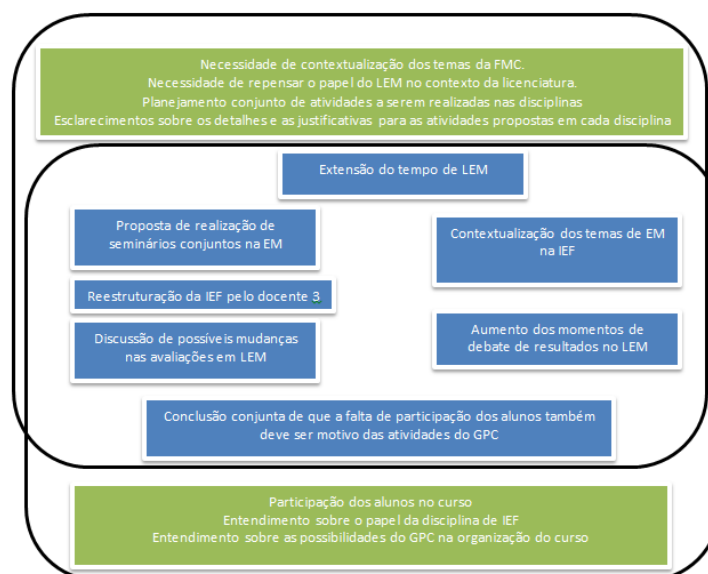 Necessidade de contextualização dos temas da FMC.
Necessidade de repensar o papel do LEM no contexto da licenciatura.
Planejamento conjunto de atividades a serem realizadas nas disciplinas
Esclarecimentos sobre os detalhes e as justificativas para as atividades propostas em cada disciplina
Extensão do tempo de LEM
Proposta de realização de
seminários conjuntos na EM
Contextualização dos temas de EM
na IEF
Reestruturação da IEF pelo docente 3
Discussão de possíveis mudanças
nas avaliações em LEM
Aumento dos momentos de
debate de resultados no LEM
Conclusão conjunta de que a falta de participação dos alunos também
deve ser motivo das atividades do GPC
Participação dos alunos no curso
Entendimento sobre o papel da disciplina de IEF
Entendimento sobre as possibilidades do GPC na organização do curso